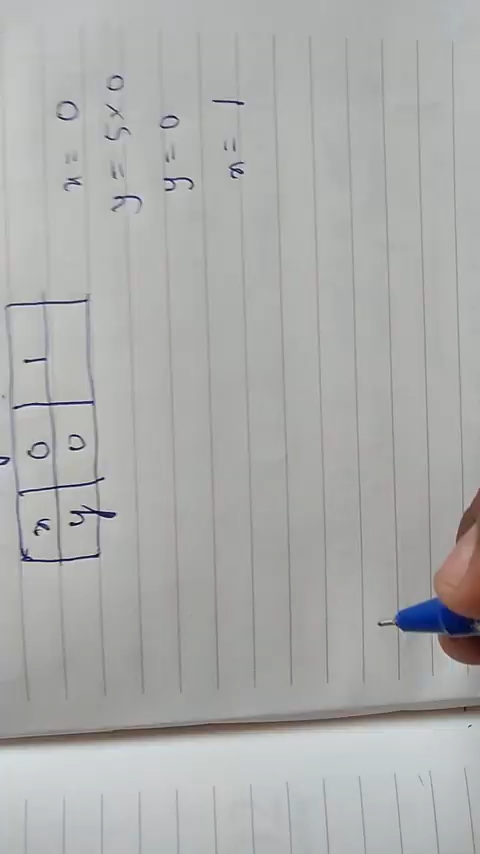 x 0 1
y 0
x = 0
y = 5 × 0
y = 0
x = 1